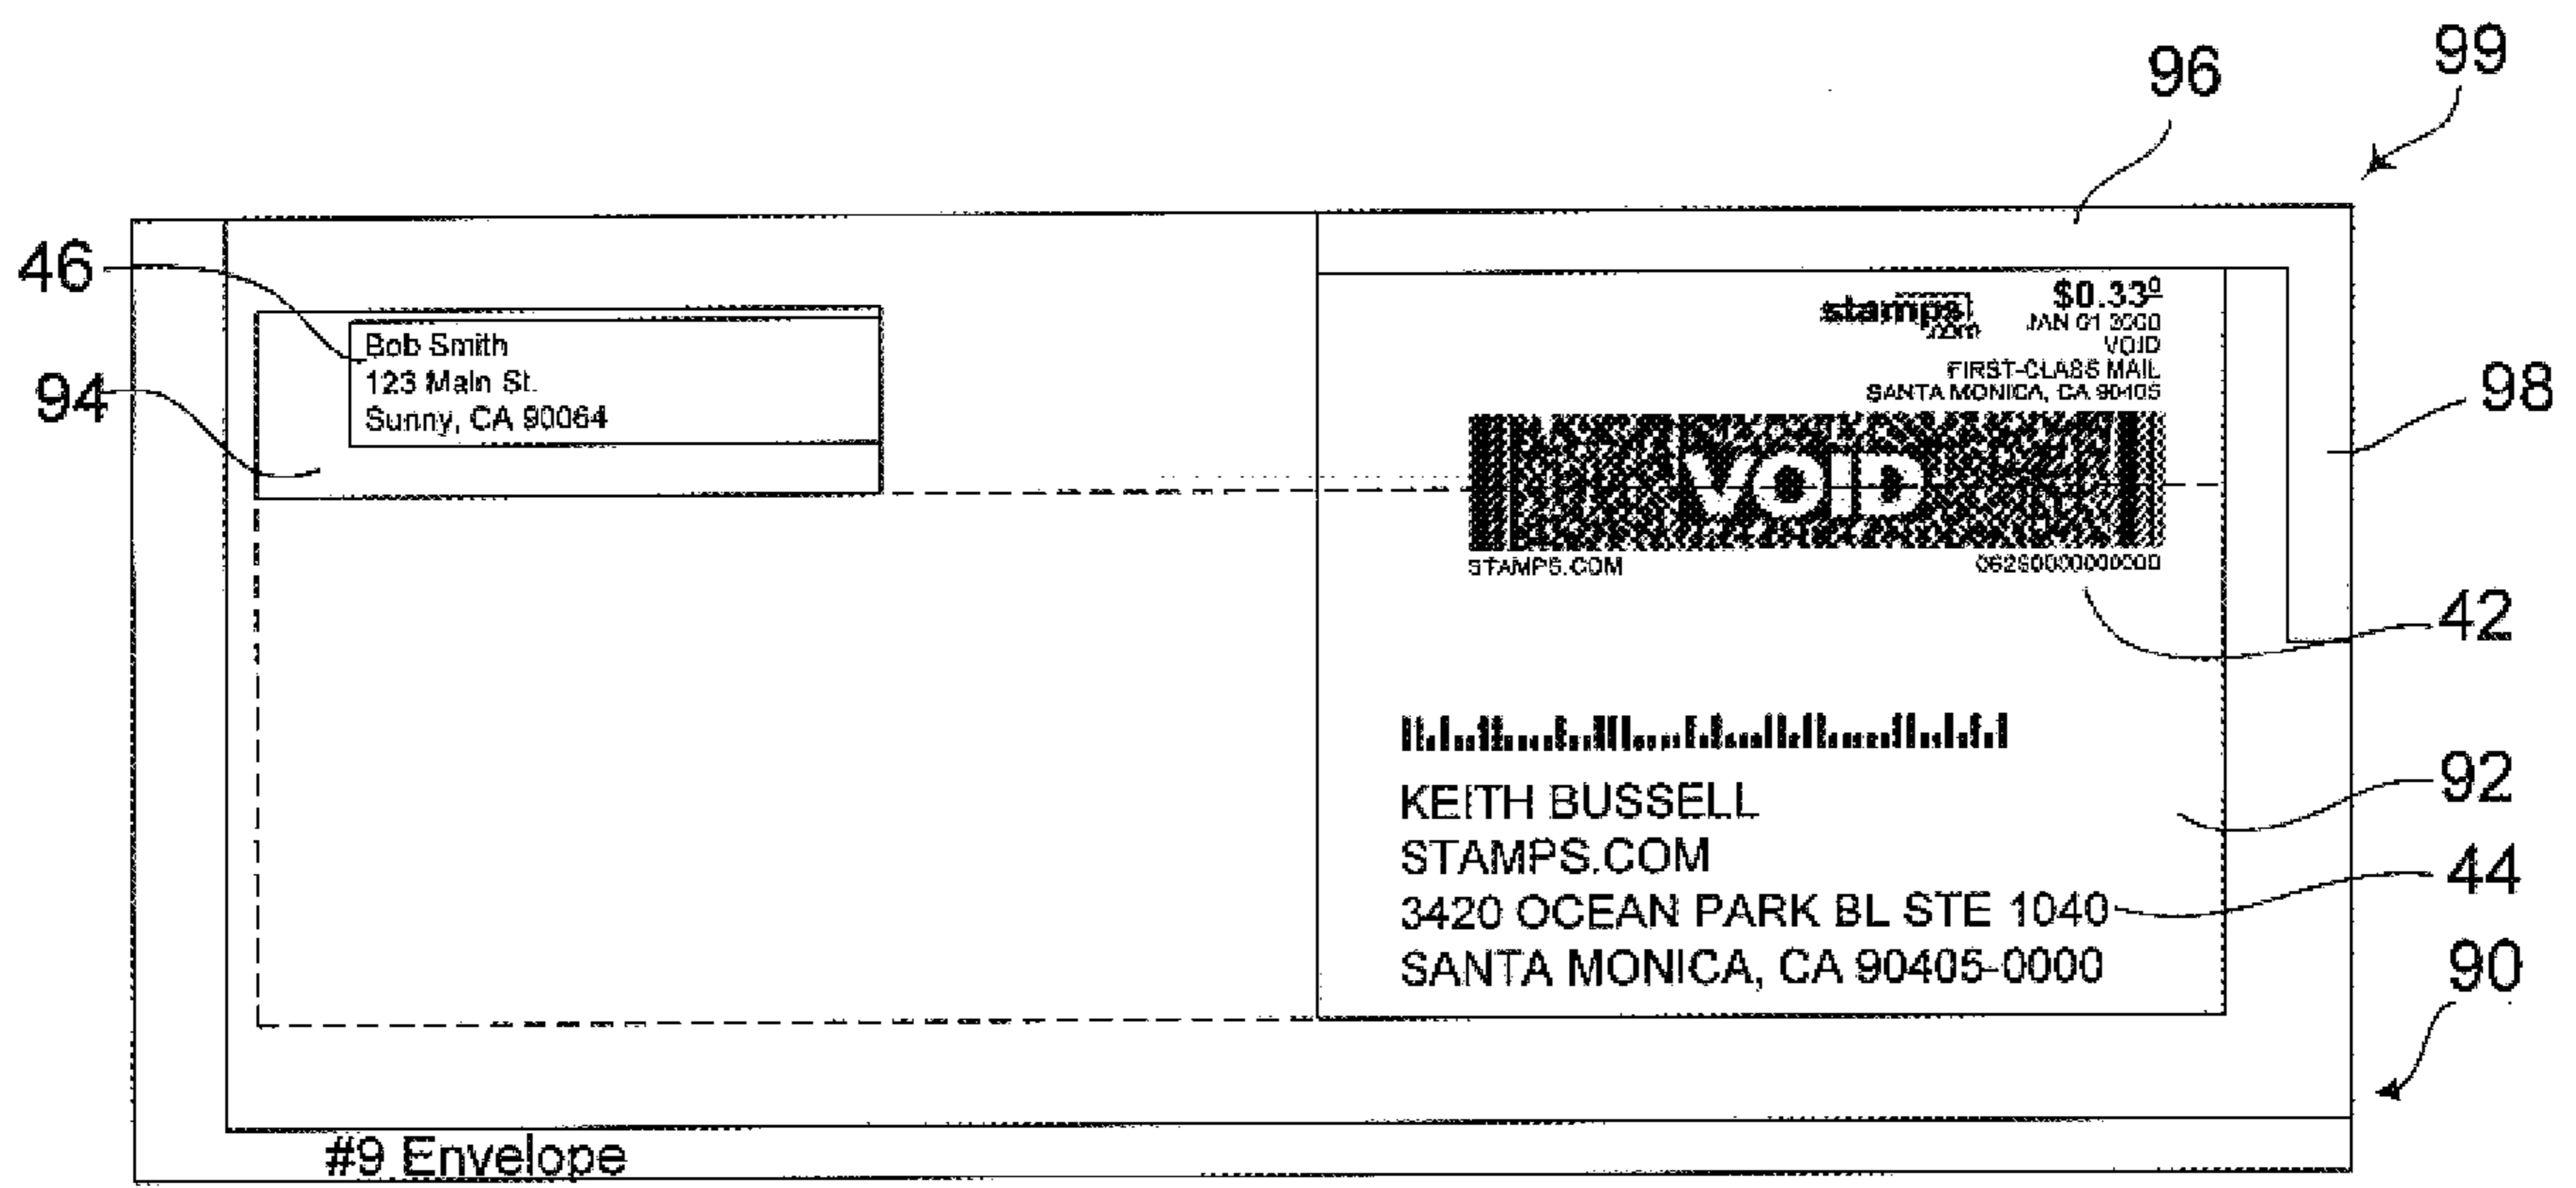 99
96
46
94
Bob Smith
123 Main St.
Sunny, CA 90064
stamps
.com
$0.33⁰
JAN 01 2000
VOID
FIRST-CLASS MAIL
SANTA MONICA, CA 90405
98
VOID
STAMPS.COM
062S0000000000
42
KEITH BUSSELL
STAMPS.COM
3420 OCEAN PARK BL STE 1040
SANTA MONICA, CA 90405-0000
92
44
90
#9 Envelope